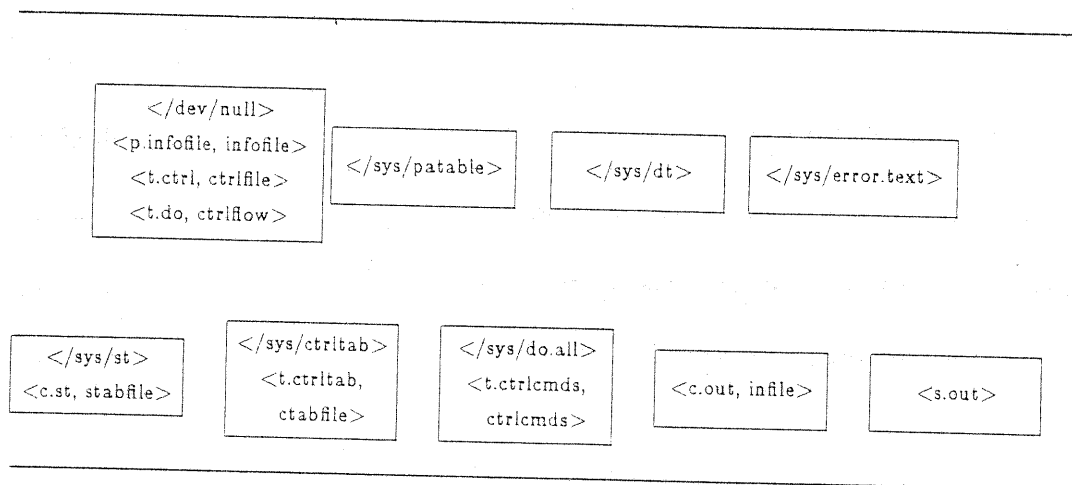 </dev/null>
<p.infofile, infofile>
<t.ctrl, ctrlfile>
<t.do, ctrlflow>
</sys/patable>
</sys/dt>
</sys/error.text>
</sys/st>
<c.st, stabfile>
</sys/ctrltab>
<t.ctrltab,
ctabfile>
</sys/do.all>
<t.ctrlcmds,
ctrlcmds>
<c.out, infile>
<s.out>